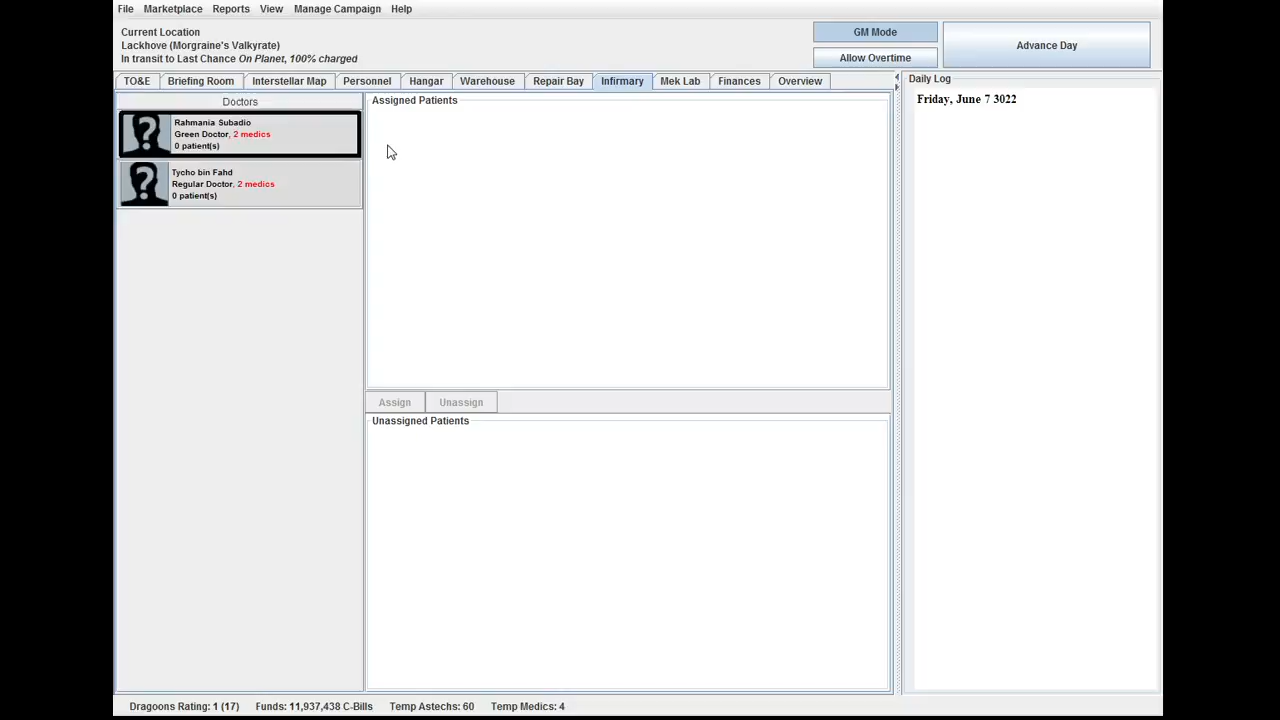 File Marketplace Reports View Manage Campaign Help
Current Location
Lackhove (Morgraine's Valkyrate)
In transit to Last Chance On Planet, 100% charged
GM Mode
Allow Overtime
Advance Day
TO&E Briefing Room Interstellar Map Personnel Hangar Warehouse Repair Bay Infirmary Mek Lab Finances Overview
Doctors
Rahmania Subadio
Green Doctor, 2 medics
0 patient(s)
Tycho bin Fahd
Regular Doctor, 2 medics
0 patient(s)
Assigned Patients
Assign Unassign
Unassigned Patients
Daily Log
Friday, June 7 3022
Dragoons Rating: 1 (17) Funds: 11,937,438 C-Bills Temp Astechs: 60 Temp Medics: 4